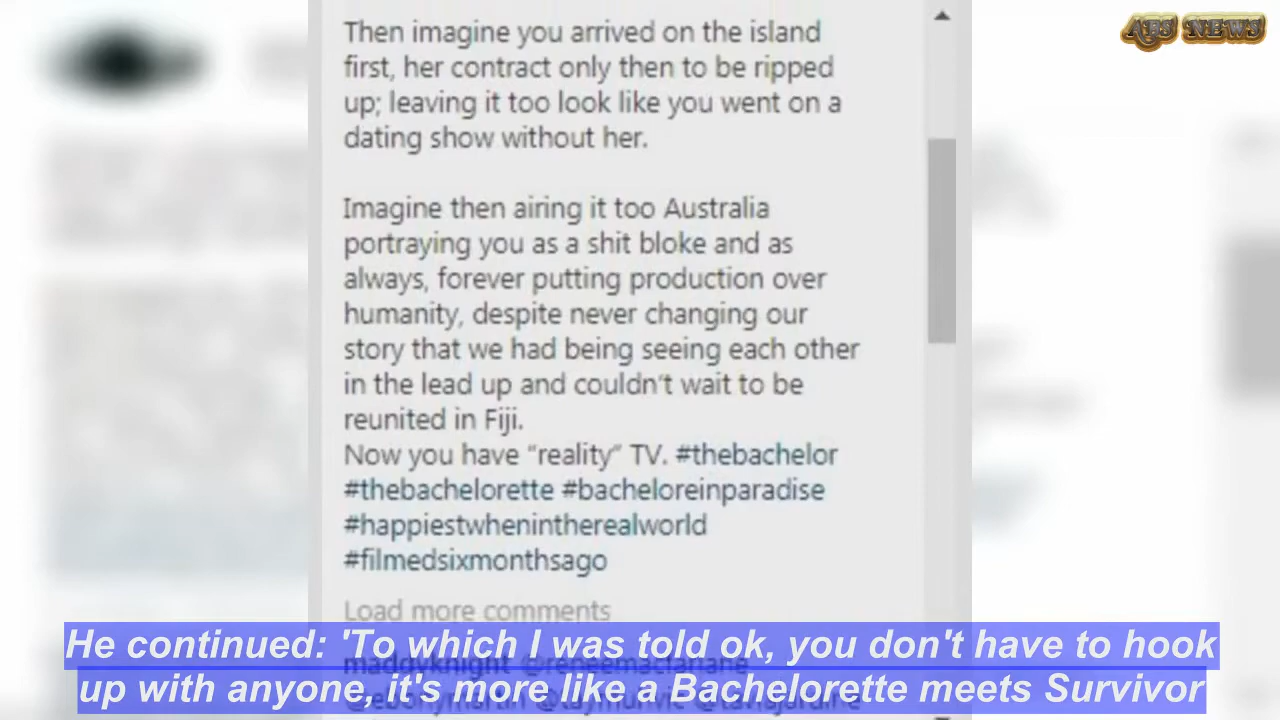 ABS NEWS
Then imagine you arrived on the island
first, her contract only then to be ripped
up; leaving it too look like you went on a
dating show without her.
Imagine then airing it too Australia
portraying you as a shit bloke and as
always, forever putting production over
humanity, despite never changing our
story that we had being seeing each other
in the lead up and couldn't wait to be
reunited in Fiji.
Now you have “reality” TV. #thebachelor
#thebachelorette #bacheloreinparadise
#happiestwhenintherealworld
#filmedsixmonthsago
Load more comments
He continued: 'To which I was told ok, you don't have to hook
up with anyone, it's more like a Bachelorette meets Survivor